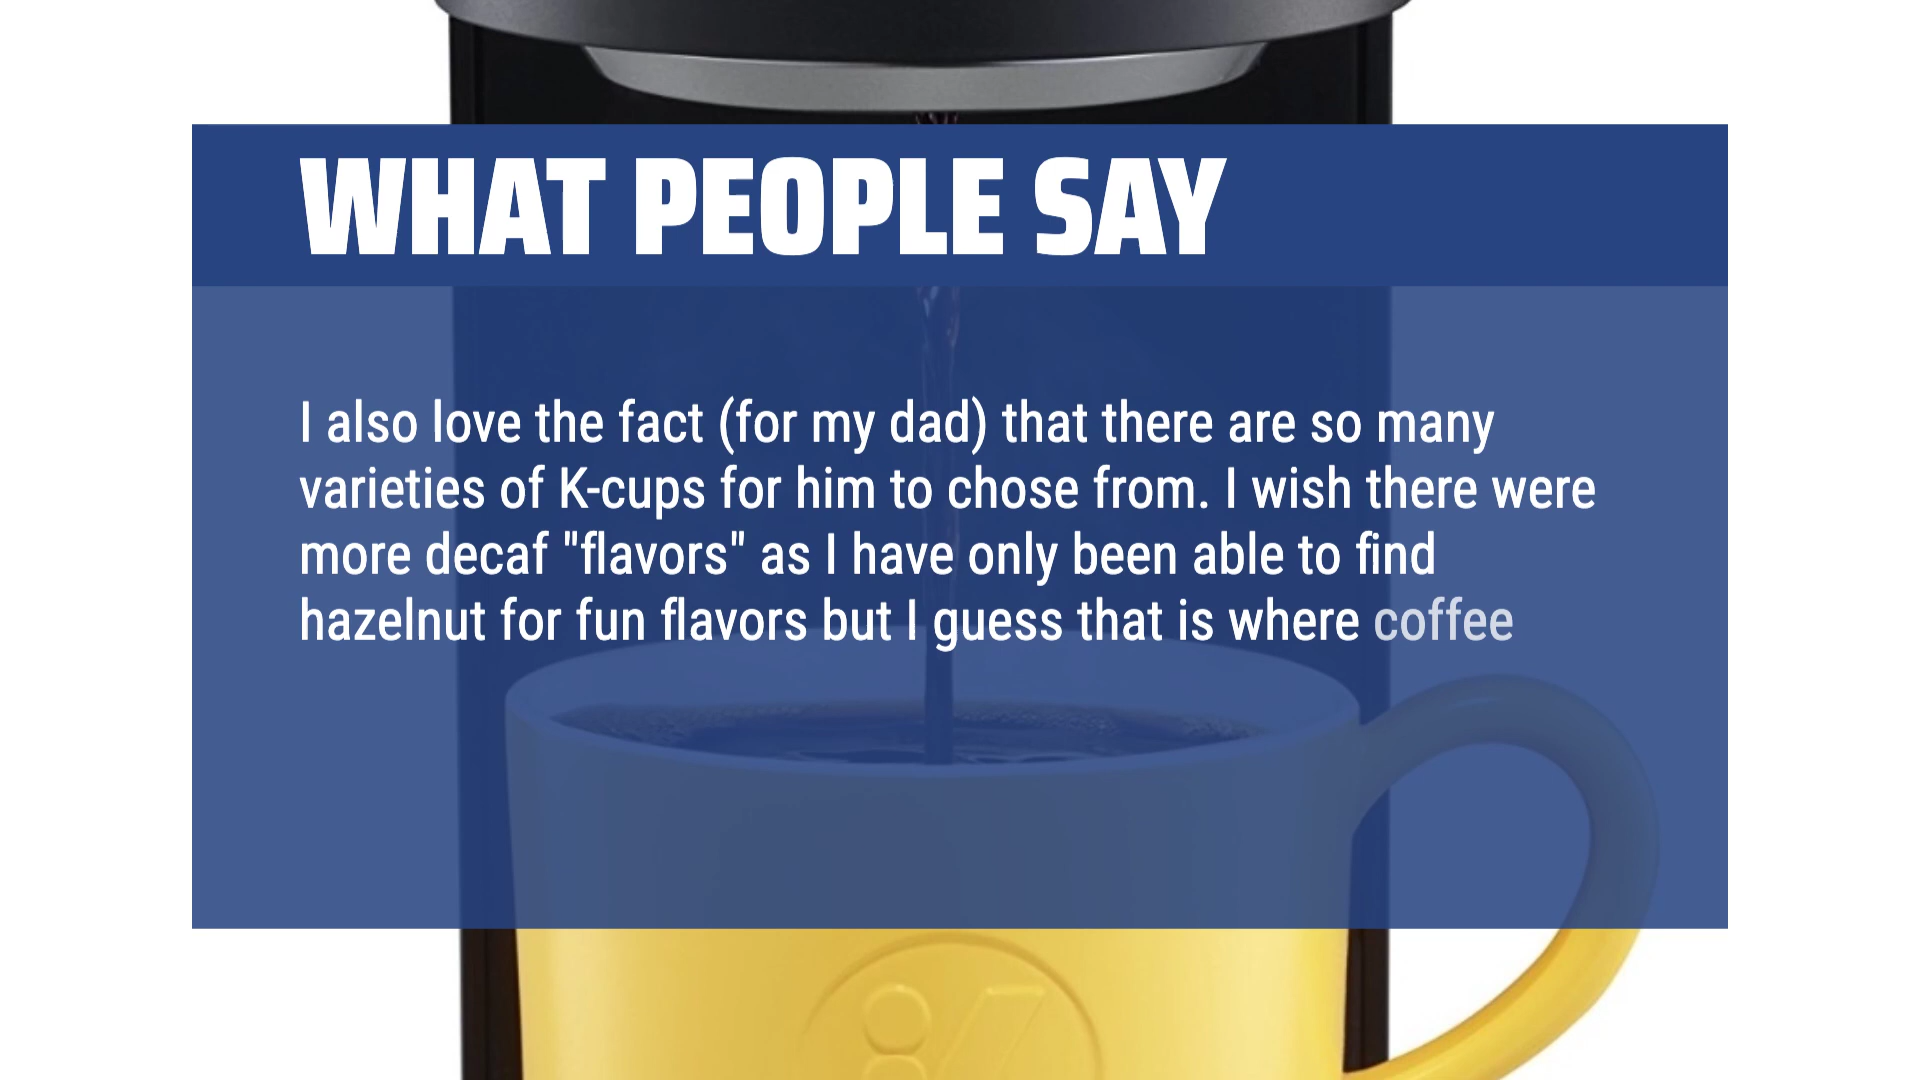 WHAT PEOPLE SAY
I also love the fact (for my dad) that there are so many
varieties of K-cups for him to chose from. I wish there were
more decaf "flavors" as I have only been able to find
hazelnut for fun flavors but I guess that is where coffee